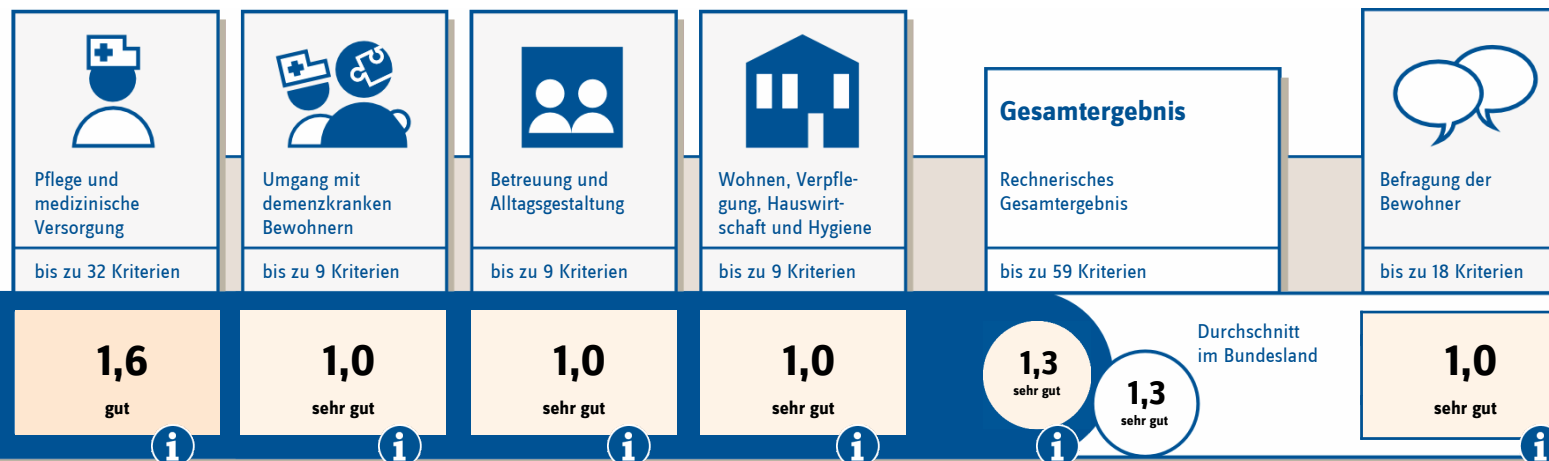 Pflege und
medizinische
Versorgung
bis zu 32 Kriterien
1,6
gut
i
Umgang mit
demenzkranken
Bewohnern
bis zu 9 Kriterien
1,0
sehr gut
i
Betreuung und
Alltagsgestaltung
bis zu 9 Kriterien
1,0
sehr gut
i
Wohnen, Verpfle-
gung, Hauswirt-
schaft und Hygiene
bis zu 9 Kriterien
1,0
sehr gut
i
Gesamtergebnis
Rechnerisches
Gesamtergebnis
bis zu 59 Kriterien
1,3
sehr gut
i
Durchschnitt
im Bundesland
1,3
sehr gut
Befragung der
Bewohner
bis zu 18 Kriterien
1,0
sehr gut
i